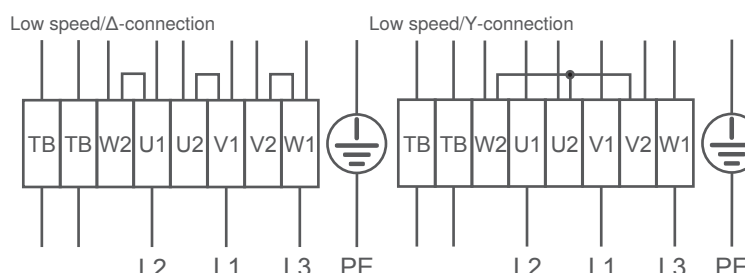 Low speed/Δ-connection Low speed/Y-connection
TB TB W2 U1 U2 V1 V2 W1 TB TB W2 U1 U2 V1 V2 W1
L2 L1 L3 PE L2 L1 L3 PE